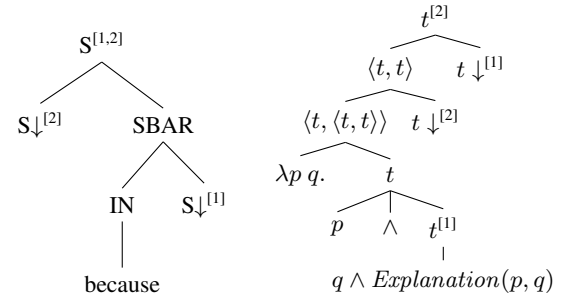 S[1,2]
S↓[2] SBAR
IN S↓[1]
because
t[2]
⟨t, t⟩ t ↓[1]
⟨t, ⟨t, t⟩⟩ t ↓[2]
λp q. t
p ∧ t[1]
q ∧ Explanation(p, q)